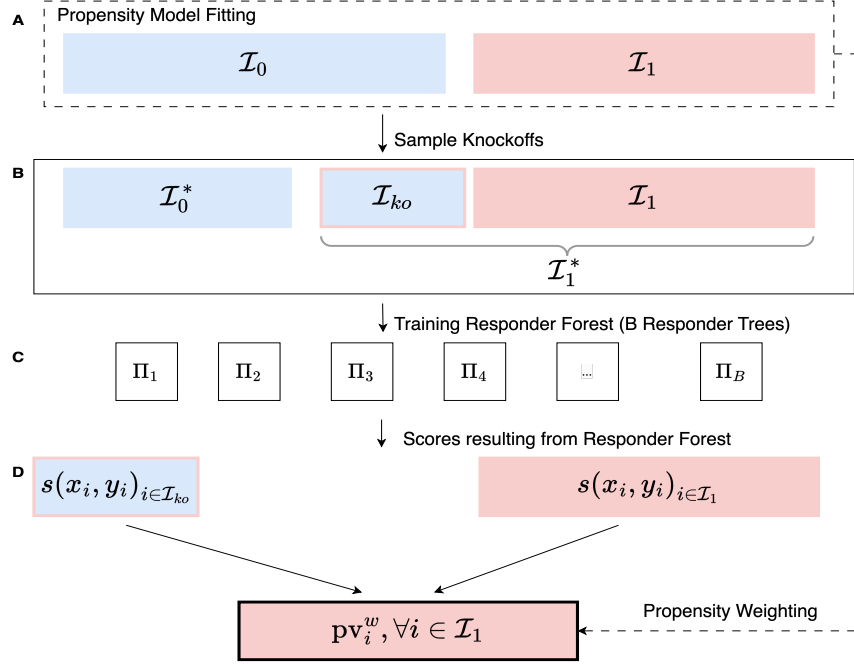 A Propensity Model Fitting
𝓘₀ 𝓘₁
Sample Knockoffs
B
𝓘₀* 𝓘ₖₒ 𝓘₁
𝓘₁*
Training Responder Forest (B Responder Trees)
C
Π₁ Π₂ Π₃ Π₄ ... Π_B
Scores resulting from Responder Forest
D
s(xᵢ, yᵢ)_{i∈𝓘ₖₒ} s(xᵢ, yᵢ)_{i∈𝓘₁}
Propensity Weighting
pvᵢʷ, ∀i ∈ 𝓘₁